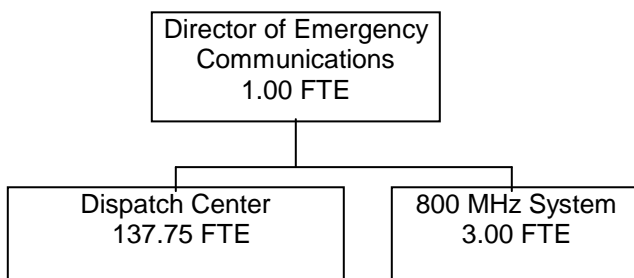 Director of Emergency
Communications
1.00 FTE
Dispatch Center
137.75 FTE
800 MHz System
3.00 FTE